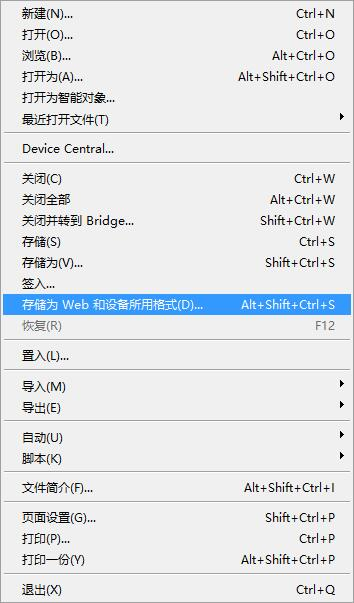 新建(N)... Ctrl+N
打开(O)... Ctrl+O
浏览(B)... Alt+Ctrl+O
打开为(A)... Alt+Shift+Ctrl+O
打开为智能对象...
最近打开文件(T)
Device Central...
关闭(C) Ctrl+W
关闭全部 Alt+Ctrl+W
关闭并转到 Bridge... Shift+Ctrl+W
存储(S) Ctrl+S
存储为(V)... Shift+Ctrl+S
签入...
存储为 Web 和设备所用格式(D)... Alt+Shift+Ctrl+S
恢复(R) F12
置入(L)...
导入(M)
导出(E)
自动(U)
脚本(K)
文件简介(F)... Alt+Shift+Ctrl+I
页面设置(G)... Shift+Ctrl+P
打印(P)... Ctrl+P
打印一份(Y) Alt+Shift+Ctrl+P
退出(X) Ctrl+Q